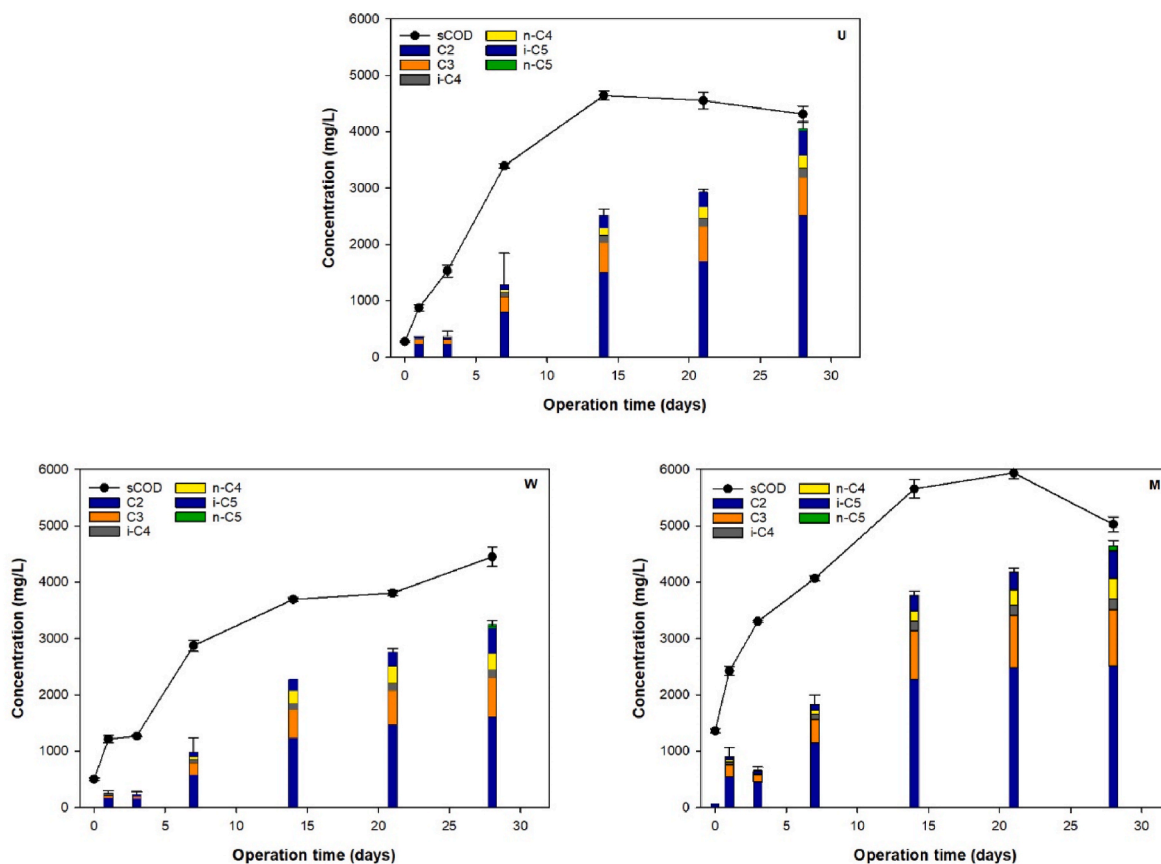 U
sCOD n-C4
C2 i-C5
C3 n-C5
i-C4
6000
5000
4000
3000
2000
1000
0
Concentration (mg/L)
0 5 10 15 20 25 30
Operation time (days)
W
sCOD n-C4
C2 i-C5
C3 n-C5
i-C4
6000
5000
4000
3000
2000
1000
0
Concentration (mg/L)
0 5 10 15 20 25 30
Operation time (days)
M
sCOD n-C4
C2 i-C5
C3 n-C5
i-C4
6000
5000
4000
3000
2000
1000
0
Concentration (mg/L)
0 5 10 15 20 25 30
Operation time (days)